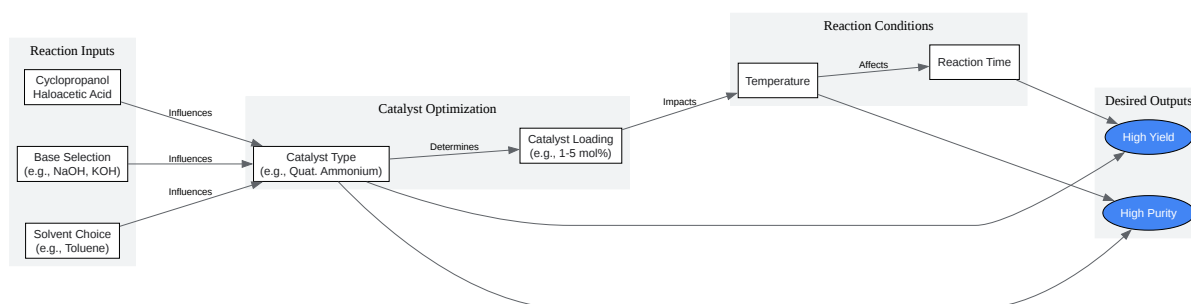 Reaction Inputs
Cyclopropanol
Haloacetic Acid
Base Selection
(e.g., NaOH, KOH)
Solvent Choice
(e.g., Toluene)
Influences
Influences
Influences
Catalyst Optimization
Catalyst Type
(e.g., Quat. Ammonium)
Determines
Catalyst Loading
(e.g., 1-5 mol%)
Impacts
Reaction Conditions
Temperature
Affects
Reaction Time
Desired Outputs
High Yield
High Purity